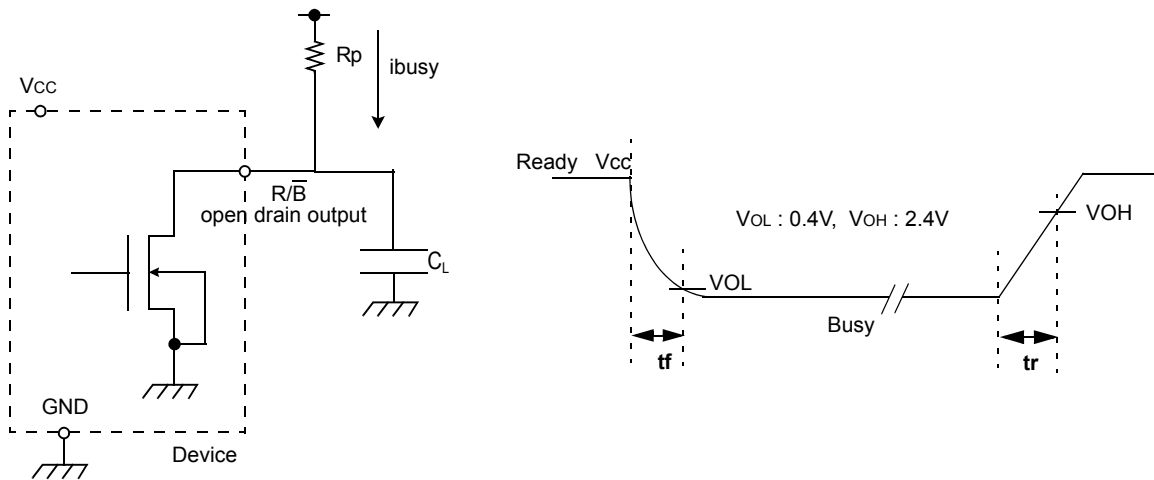 Rp
ibusy
VCC
R/B̅
open drain output
CL
GND
Device
Ready Vcc
VOL : 0.4V, VOH : 2.4V
VOH
VOL
Busy
tf
tr